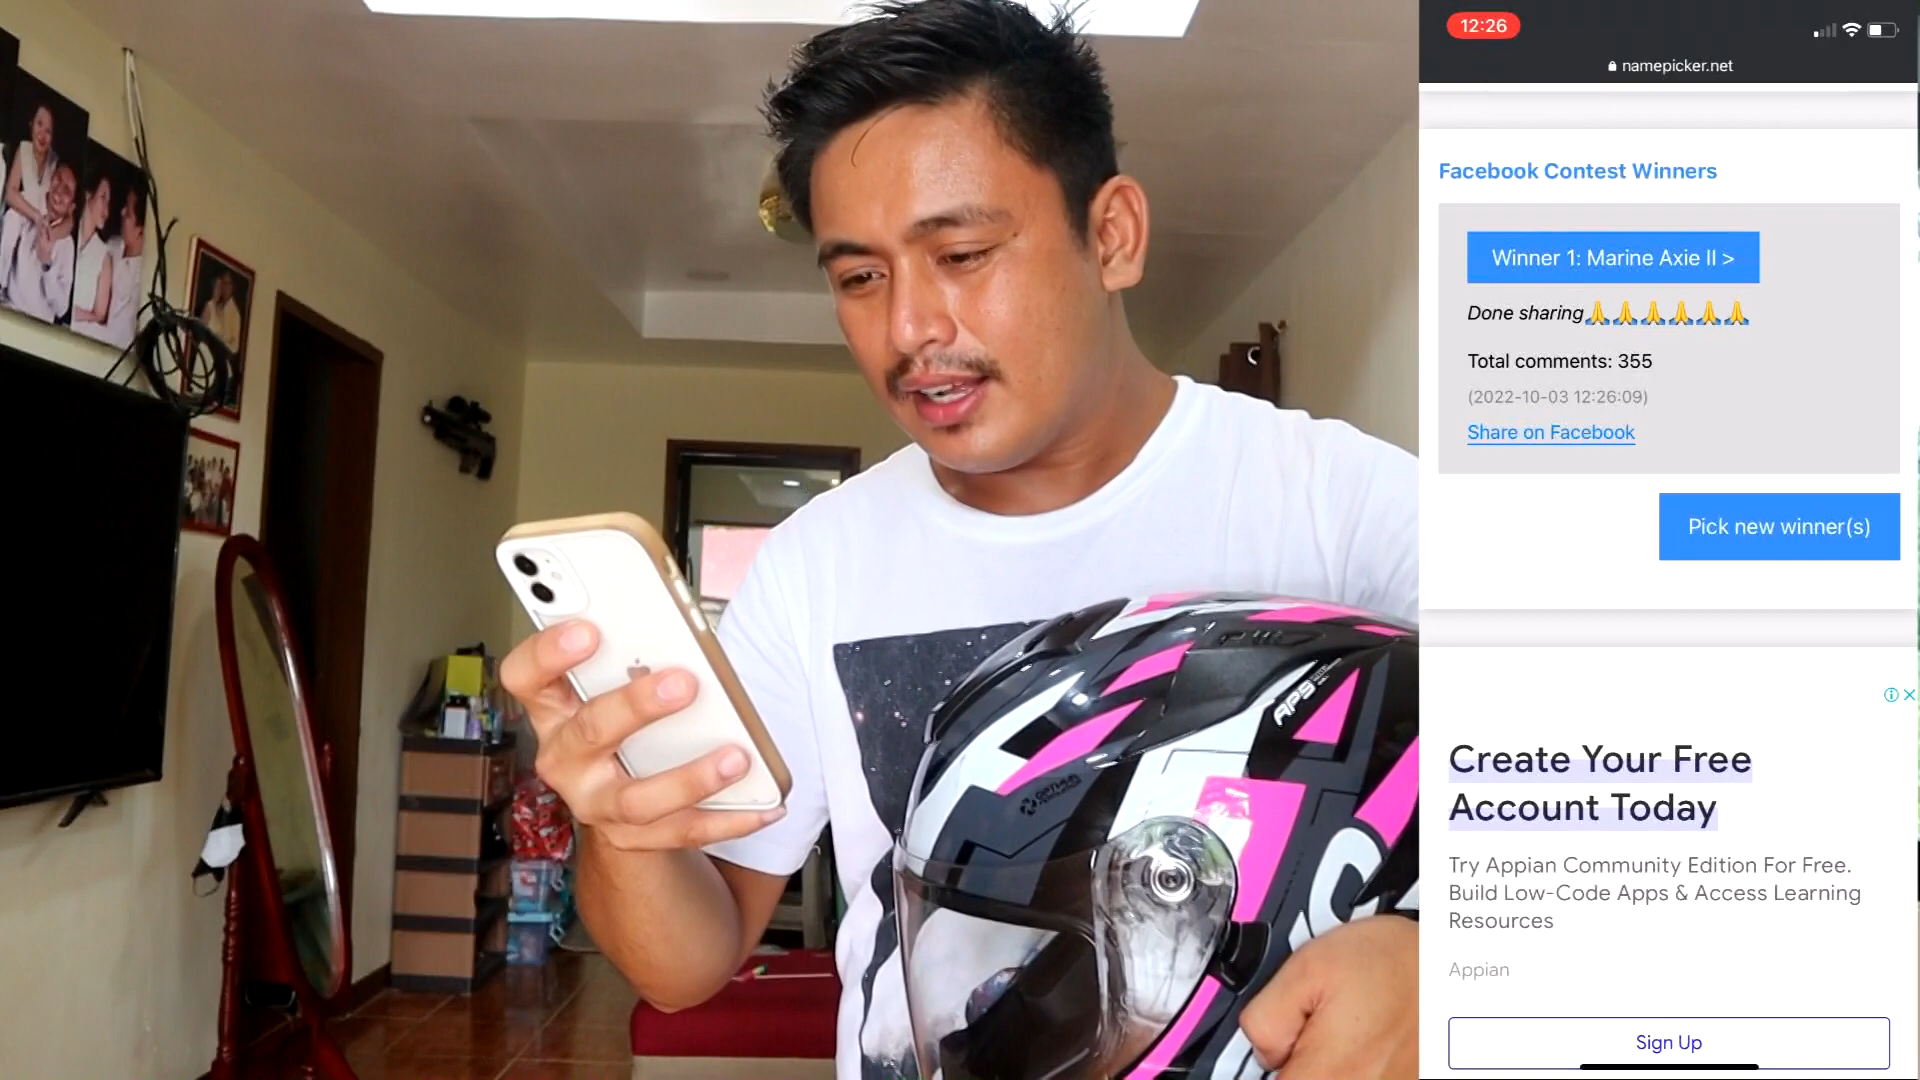 12:26
namepicker.net
Facebook Contest Winners
Winner 1: Marine Axie II >
Done sharing🙏🙏🙏🙏🙏🙏
Total comments: 355
(2022-10-03 12:26:09)
Share on Facebook
Pick new winner(s)
Create Your Free
Account Today
Try Appian Community Edition For Free.
Build Low-Code Apps & Access Learning
Resources
Appian
Sign Up
APS